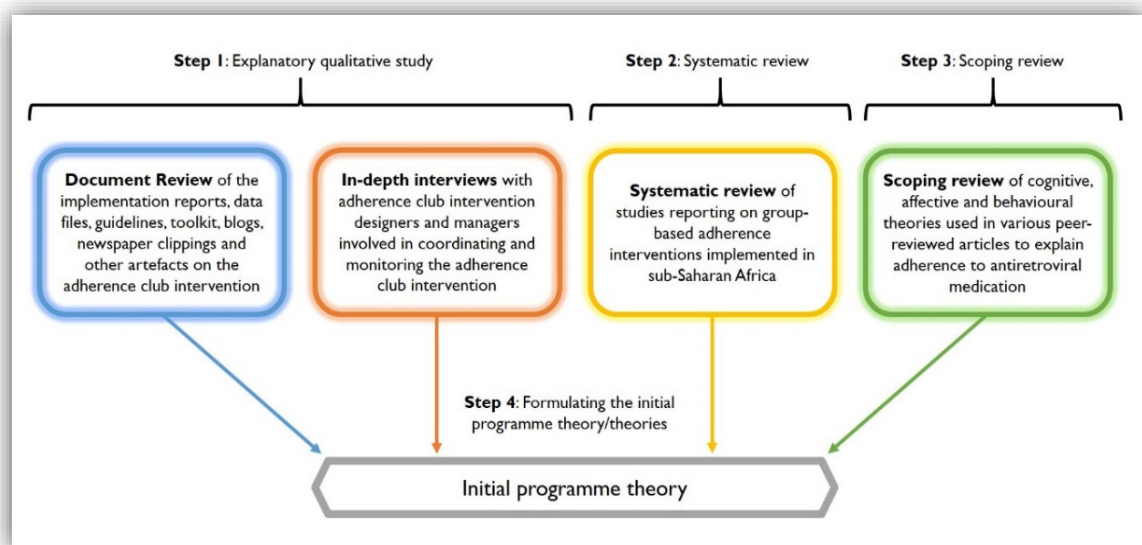 Step 1: Explanatory qualitative study
Step 2: Systematic review
Step 3: Scoping review
Document Review of the
implementation reports, data
files, guidelines, toolkit, blogs,
newspaper clippings and
other artefacts on the
adherence club intervention
In-depth interviews with
adherence club intervention
designers and managers
involved in coordinating and
monitoring the adherence
club intervention
Systematic review of
studies reporting on group-
based adherence
interventions implemented in
sub-Saharan Africa
Scoping review of cognitive,
affective and behavioural
theories used in various peer-
reviewed articles to explain
adherence to antiretroviral
medication
Step 4: Formulating the initial
programme theory/theories
Initial programme theory